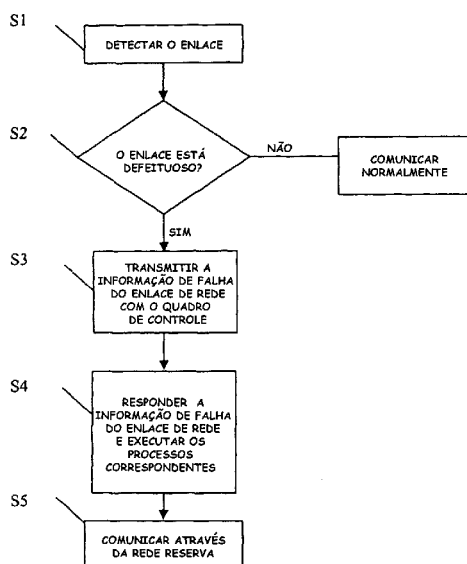 S1
DETECTAR O ENLACE
S2
O ENLACE ESTÁ
DEFEITUOSO?
NÃO
COMUNICAR
NORMALMENTE
SIM
S3
TRANSMITIR A
INFORMAÇÃO DE FALHA
DO ENLACE DE REDE
COM O QUADRO
DE CONTROLE
S4
RESPONDER A
INFORMAÇÃO DE FALHA
DO ENLACE DE REDE
E EXECUTAR OS
PROCESSOS
CORRESPONDENTES
S5
COMUNICAR ATRAVÉS
DA REDE RESERVA